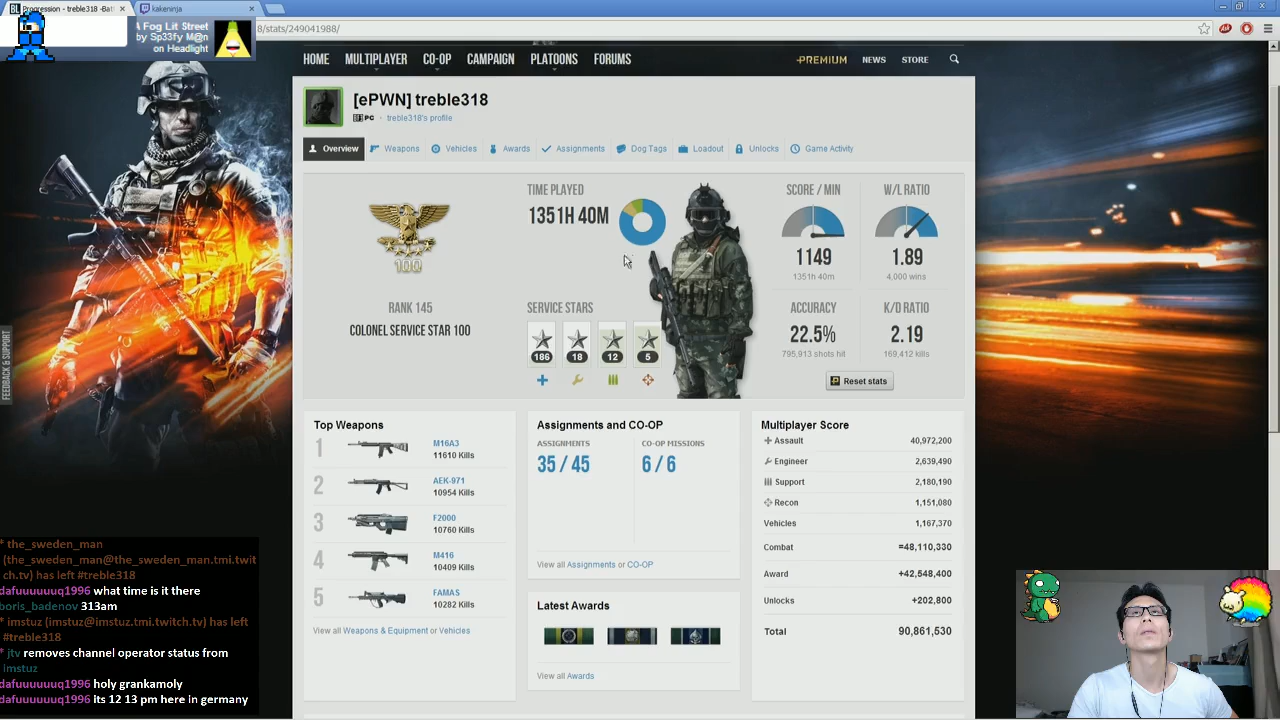 Progression - treble318 -Bat
kakeninja
A Fog Lit Street
by Sp33fy M@n
on Headlight
8/stats/249041988/
HOME MULTIPLAYER CO-OP CAMPAIGN PLATOONS FORUMS PREMIUM NEWS STORE
[ePWN] treble318
PC · treble318's profile
Overview Weapons Vehicles Awards Assignments Dog Tags Loadout Unlocks Game Activity
100
RANK 145
COLONEL SERVICE STAR 100
TIME PLAYED
1351H 40M
SERVICE STARS
186 18 12 5
SCORE / MIN
1149
1351h 40m
W/L RATIO
1.89
4,000 wins
ACCURACY
22.5%
795,913 shots hit
K/D RATIO
2.19
169,412 kills
Reset stats
Top Weapons
1 M16A3
11610 Kills
2 AEK-971
10954 Kills
3 F2000
10760 Kills
4 M416
10409 Kills
5 FAMAS
10282 Kills
View all Weapons & Equipment or Vehicles
Assignments and CO-OP
ASSIGNMENTS
35 / 45
CO-OP MISSIONS
6 / 6
View all Assignments or CO-OP
Latest Awards
View all Awards
Multiplayer Score
Assault 40,972,200
Engineer 2,639,490
Support 2,180,190
Recon 1,151,080
Vehicles 1,167,370
Combat =48,110,330
Award +42,548,400
Unlocks +202,800
Total 90,861,530
FEEDBACK & SUPPORT
* the_sweden_man
(the_sweden_man@the_sweden_man.tmi.twit
ch.tv) has left #treble318
dafuuuuuuq1996 what time is it there
boris_badenov 313am
* imstuz (imstuz@imstuz.tmi.twitch.tv) has left
#treble318
* jtv removes channel operator status from
imstuz
dafuuuuuuq1996 holy grankamoly
dafuuuuuuq1996 its 12 13 pm here in germany